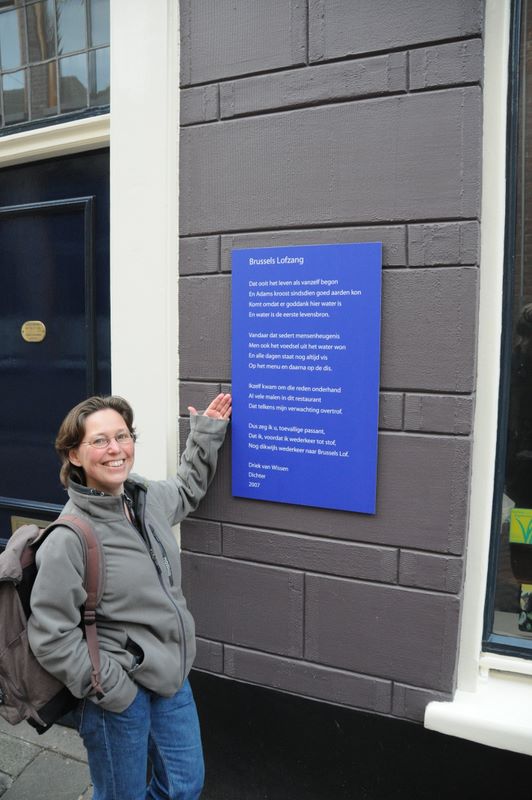 Brussels Lofzang
Dat ooit het leven als vanzelf begon
En Adams kroost sindsdien goed aarden kon
Komt omdat er goddank hier water is
En water is de eerste levensbron.
Vandaar dat sedert mensenheugenis
Men ook het voedsel uit het water won
En alle dagen staat nog altijd vis
Op het menu en daarna op de dis.
Ikzelf kwam om die reden onderhand
Al vele malen in dit restaurant
Dat telkens mijn verwachting overtrof.
Dus zeg ik u, toevallige passant,
Dat ik, voordat ik wederkeer tot stof,
Nog dikwijls wederkeer naar Brussels Lof.
Driek van Wissen
Dichter
2007